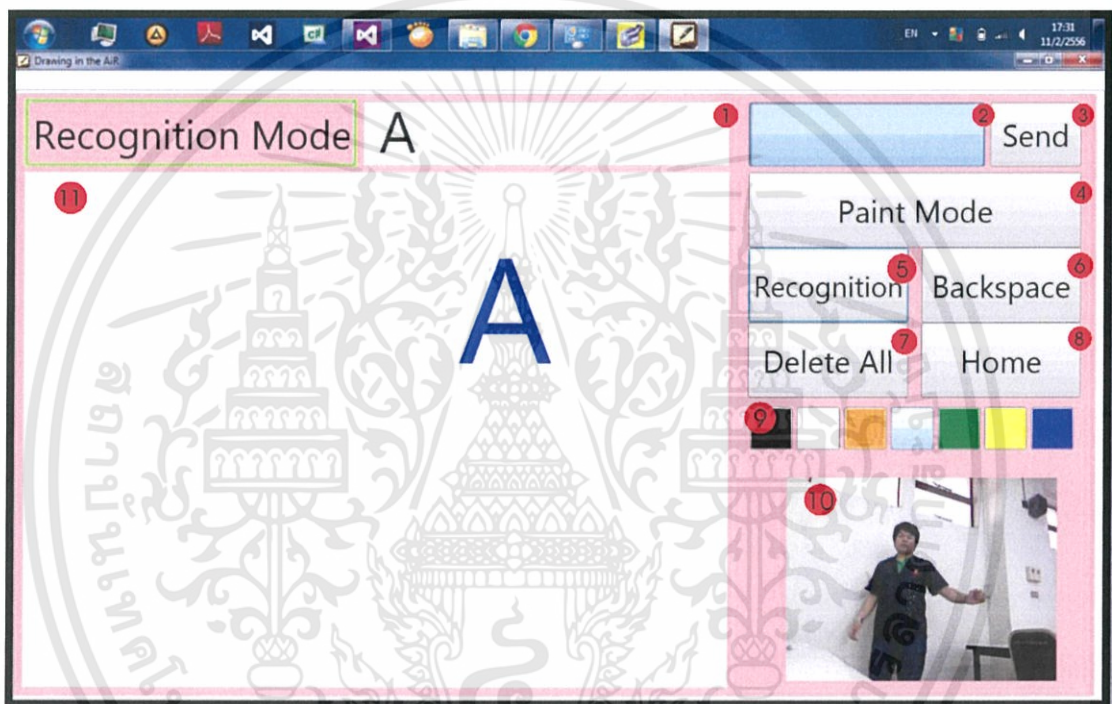 EN
17:31
11/2/2556
Drawing in the AiR
Recognition Mode A 1
2 Send 3
Paint Mode 4
Recognition 5 Backspace 6
Delete All 7 Home 8
9
10
11
A